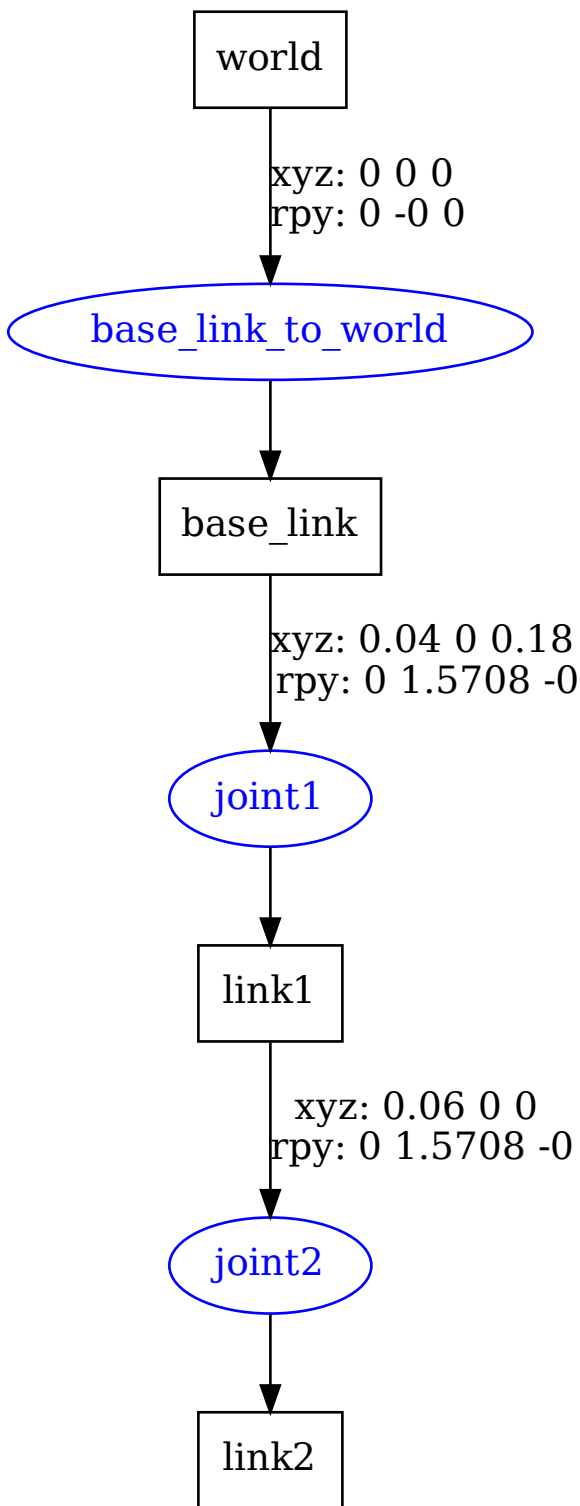 world
xyz: 0 0 0
rpy: 0 -0 0
base_link_to_world
base_link
xyz: 0.04 0 0.18
rpy: 0 1.5708 -0
joint1
link1
xyz: 0.06 0 0
rpy: 0 1.5708 -0
joint2
link2